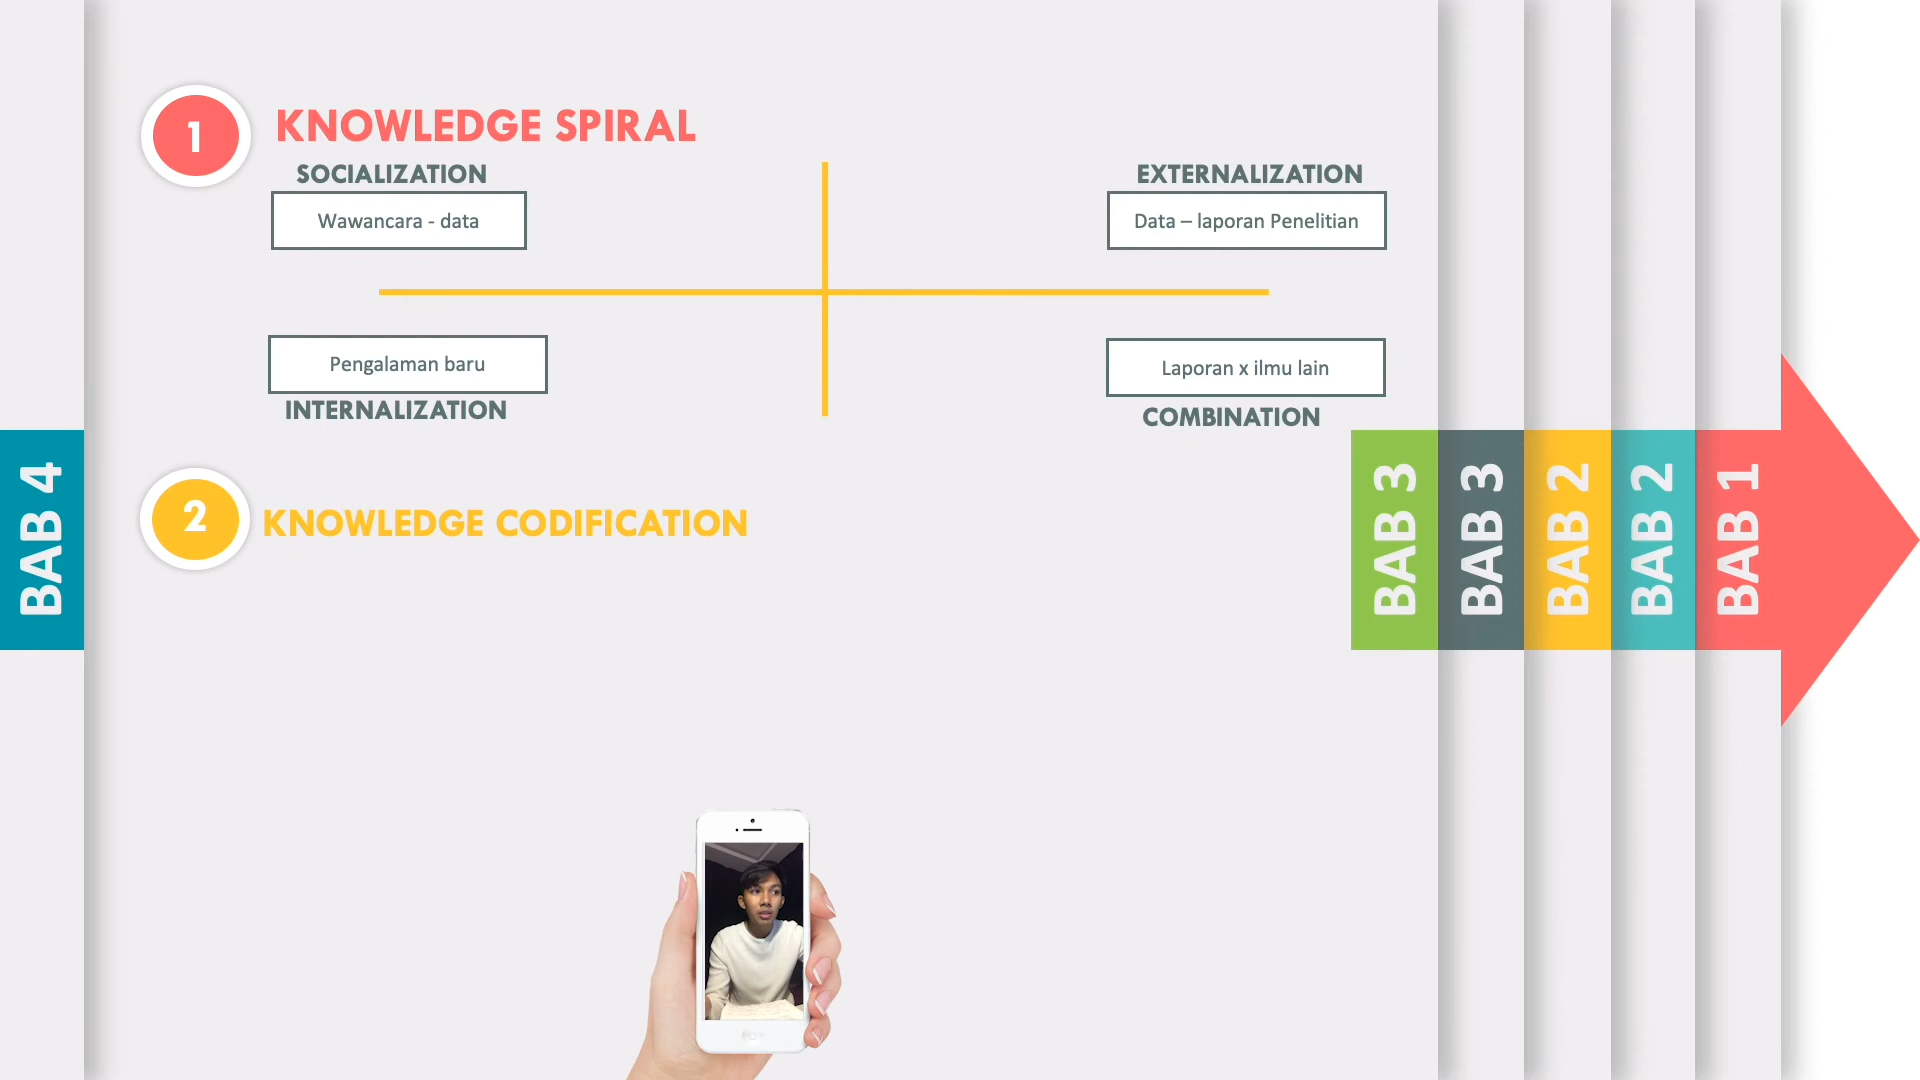 1
KNOWLEDGE SPIRAL
SOCIALIZATION
Wawancara - data
EXTERNALIZATION
Data – laporan Penelitian
Pengalaman baru
INTERNALIZATION
Laporan x ilmu lain
COMBINATION
2
KNOWLEDGE CODIFICATION
BAB 4
BAB 3
BAB 3
BAB 2
BAB 2
BAB 1